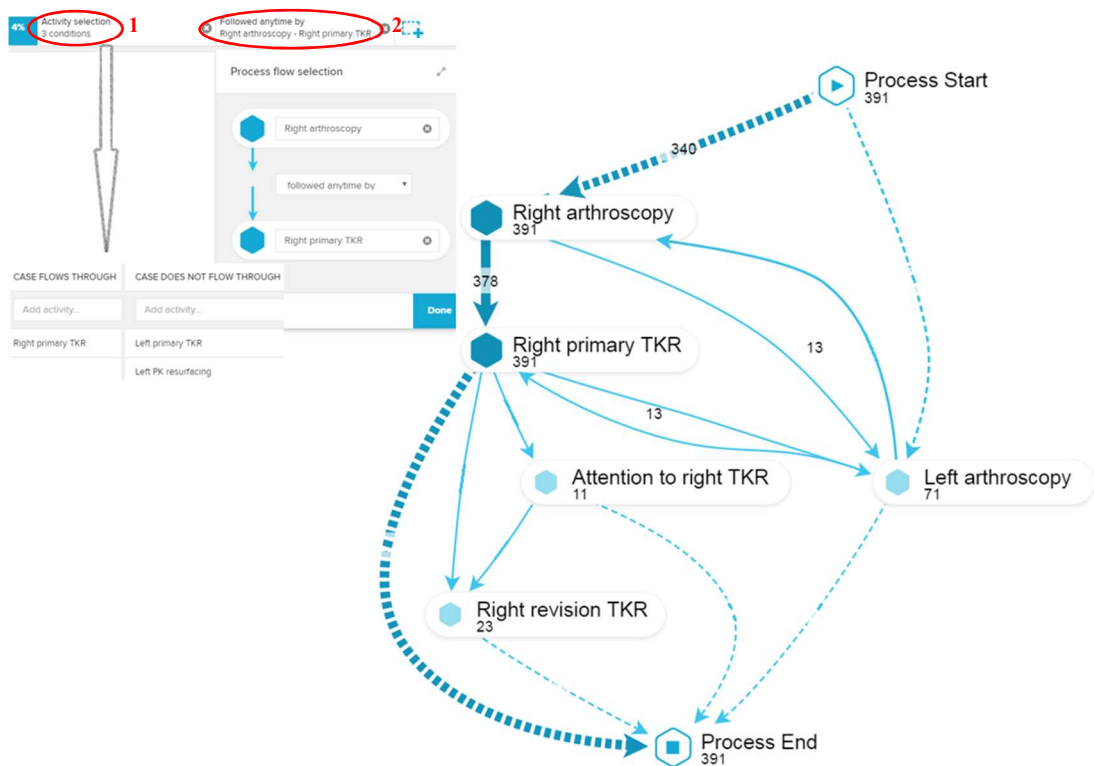 4%
Activity selection
3 conditions
1
Followed anytime by
Right arthroscopy - Right primary TKR
2
Process flow selection
Right arthroscopy
followed anytime by
Right primary TKR
Done
CASE FLOWS THROUGH
CASE DOES NOT FLOW THROUGH
Add activity...
Add activity...
Right primary TKR
Left primary TKR
Left PK resurfacing
Process Start
391
340
Right arthroscopy
391
378
Right primary TKR
391
13
13
Attention to right TKR
11
Left arthroscopy
71
Right revision TKR
23
Process End
391